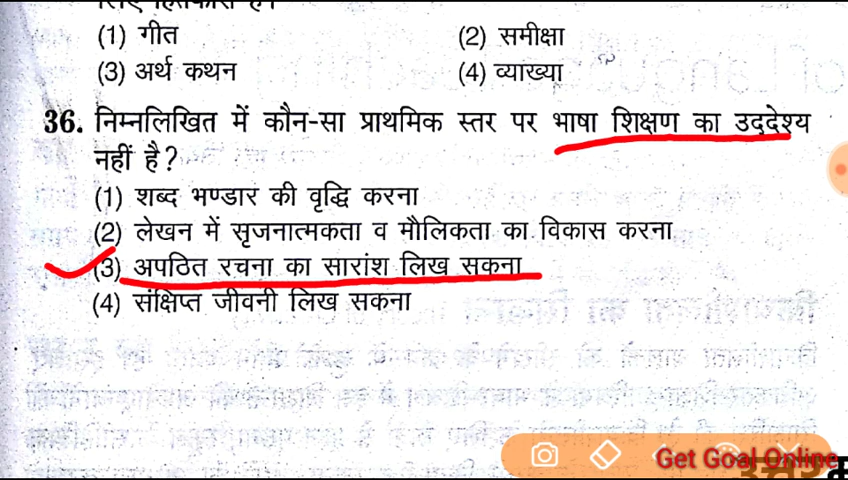 (1) गीत (2) समीक्षा
(3) अर्थ कथन (4) व्याख्या
36. निम्नलिखित में कौन-सा प्राथमिक स्तर पर भाषा शिक्षण का उद्देश्य
नहीं है?
(1) शब्द भण्डार की वृद्धि करना
(2) लेखन में सृजनात्मकता व मौलिकता का विकास करना
(3) अपठित रचना का सारांश लिख सकना
(4) संक्षिप्त जीवनी लिख सकना
Get Goal Online